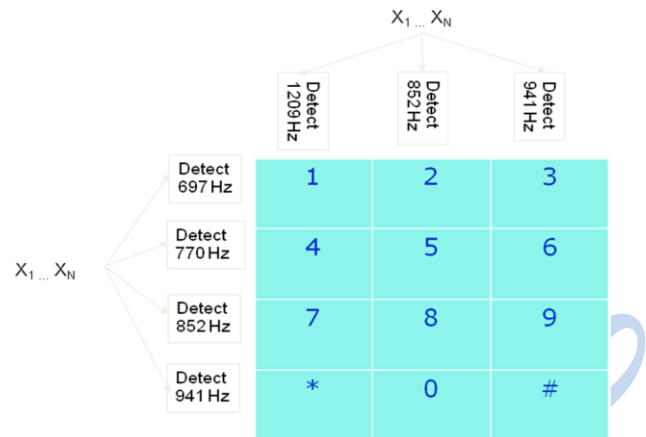 X1 ... XN
Detect 1209 Hz
Detect 852 Hz
Detect 941 Hz
Detect
697 Hz
1 2 3
Detect
770 Hz
4 5 6
X1 ... XN
Detect
852 Hz
7 8 9
Detect
941 Hz
* 0 #